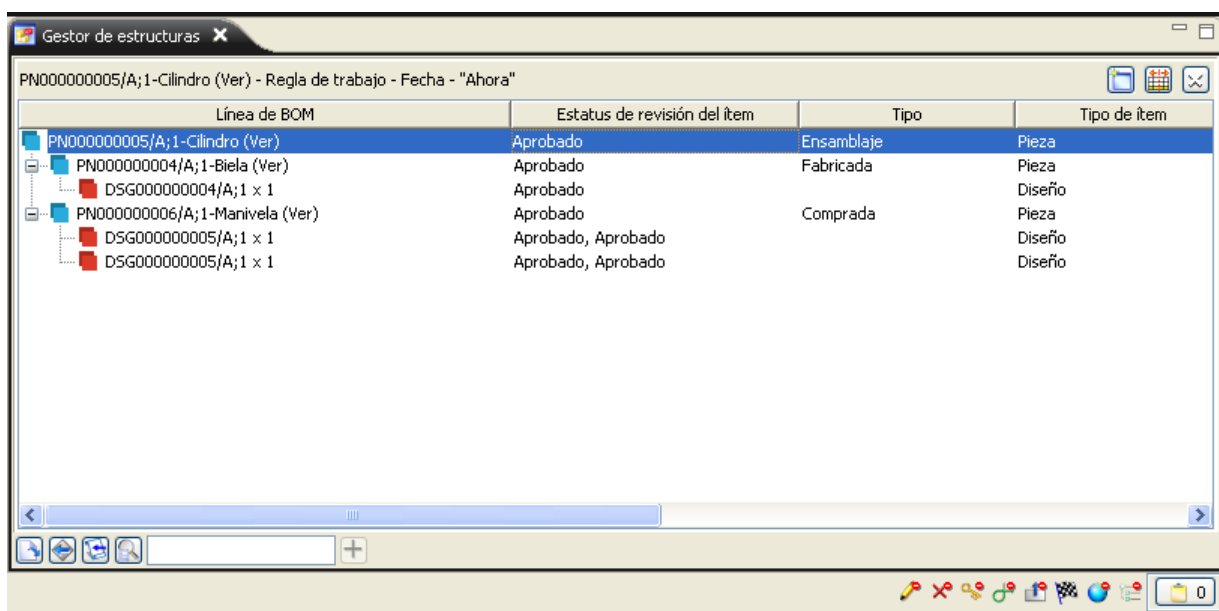 Gestor de estructuras
PN000000005/A;1-Cilindro (Ver) - Regla de trabajo - Fecha - "Ahora"
Línea de BOM Estatus de revisión del ítem Tipo Tipo de ítem
PN000000005/A;1-Cilindro (Ver) Aprobado Ensamblaje Pieza
PN000000004/A;1-Biela (Ver) Aprobado Fabricada Pieza
DSG000000004/A;1 x 1 Aprobado Diseño
PN000000006/A;1-Manivela (Ver) Aprobado Comprada Pieza
DSG000000005/A;1 x 1 Aprobado, Aprobado Diseño
DSG000000005/A;1 x 1 Aprobado, Aprobado Diseño
0